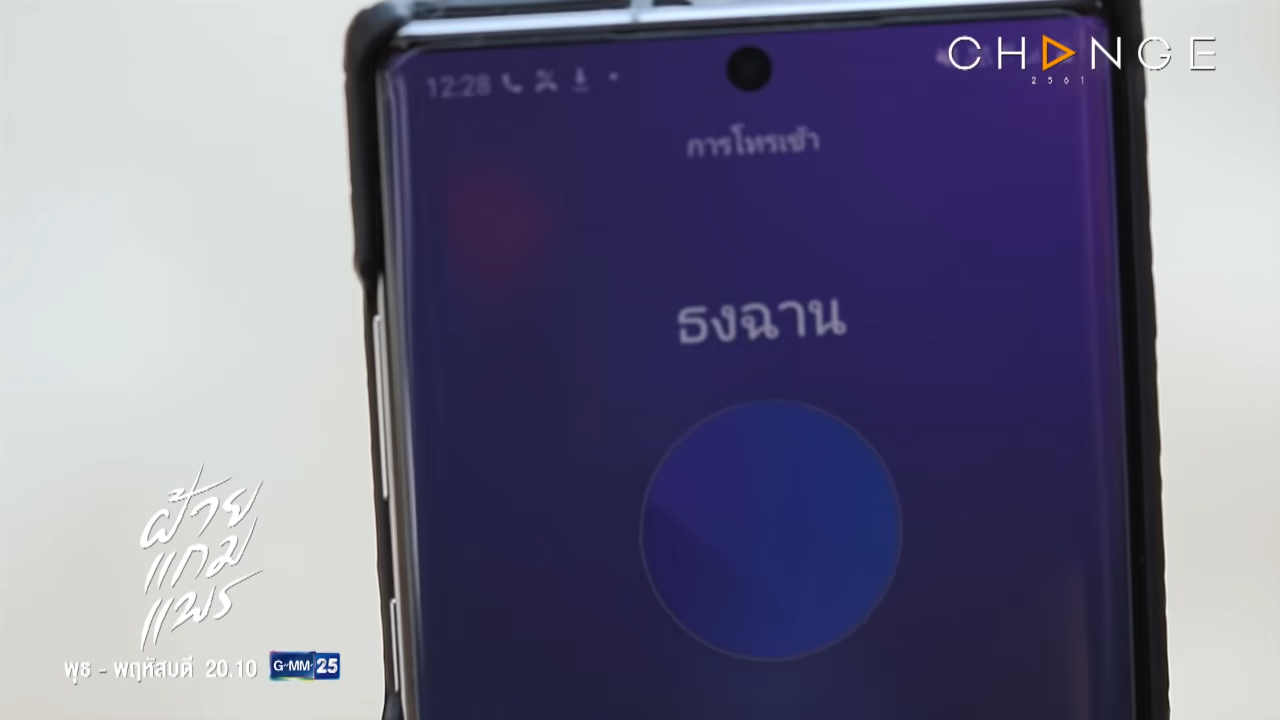 CHANGE
2561
12:28
การโทรเข้า
ธงฉาน
ฝ้าย
แกม
แพร
พุธ - พฤหัสบดี 20.10 GMM 25